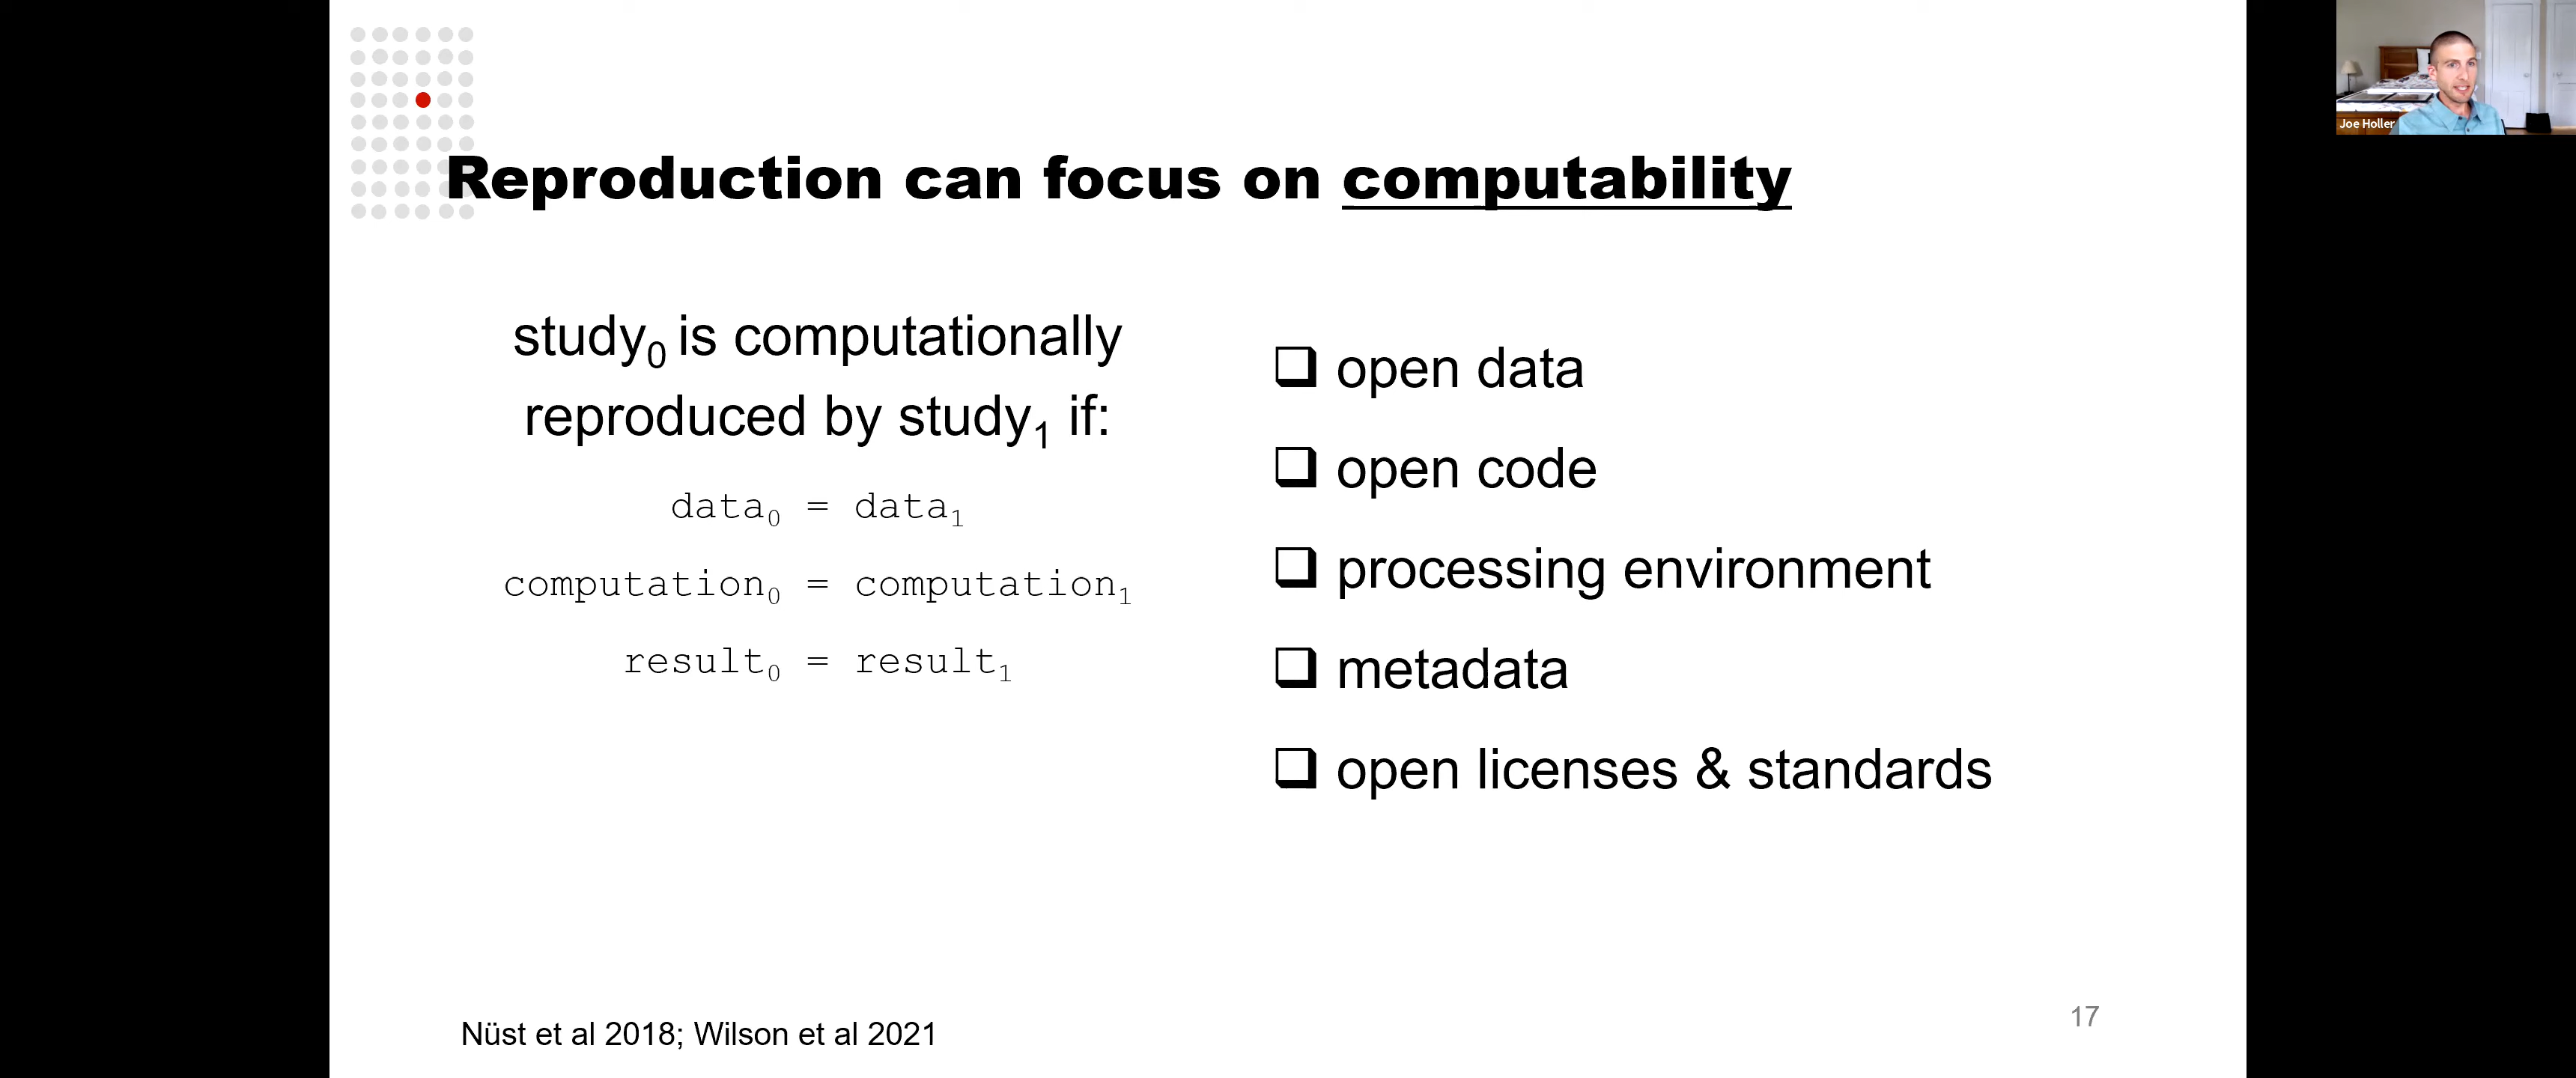 Reproduction can focus on computability
study₀ is computationally
reproduced by study₁ if:
data₀ = data₁
computation₀ = computation₁
result₀ = result₁
❑ open data
❑ open code
❑ processing environment
❑ metadata
❑ open licenses & standards
Nüst et al 2018; Wilson et al 2021
17
Joe Holler